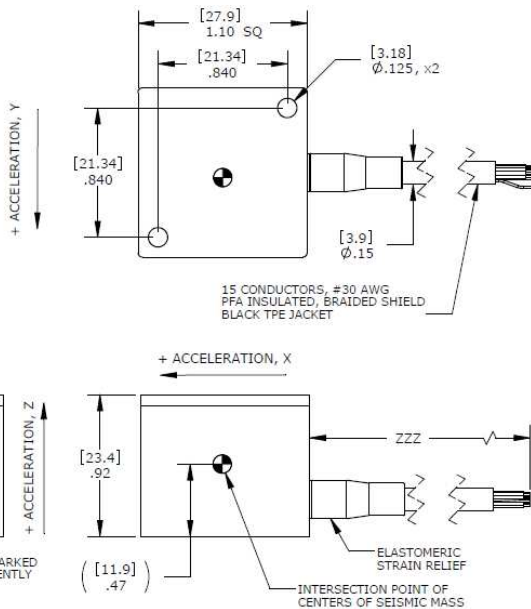 [27.9]
1.10 SQ
[21.34]
.840
[3.18]
Ø.125, x2
+ ACCELERATION, Y
[21.34]
.840
[3.9]
Ø.15
15 CONDUCTORS, #30 AWG
PFA INSULATED, BRAIDED SHIELD
BLACK TPE JACKET
+ ACCELERATION, X
+ ACCELERATION, Z
[23.4]
.92
ZZZ
([11.9]
.47)
ELASTOMERIC
STRAIN RELIEF
INTERSECTION POINT OF
CENTERS OF SEISMIC MASS